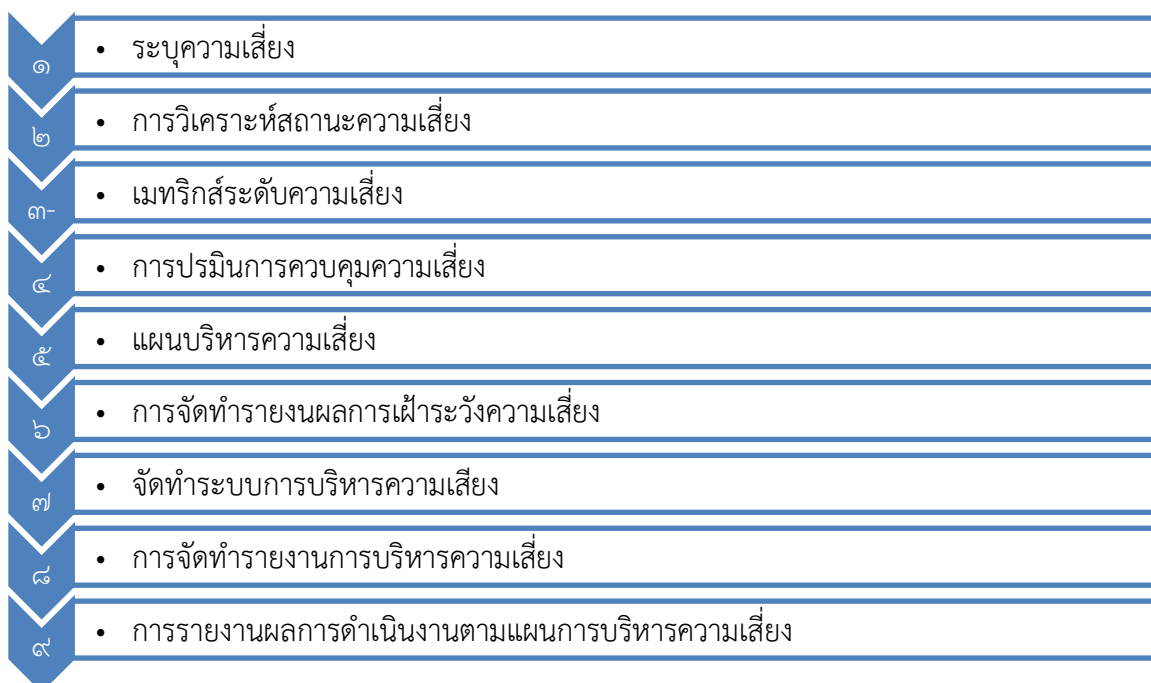 ๑
• ระบุความเสี่ยง
๒
• การวิเคราะห์สถานะความเสี่ยง
๓-
• เมทริกส์ระดับความเสี่ยง
๔
• การปรมินการควบคุมความเสี่ยง
๕
• แผนบริหารความเสี่ยง
๖
• การจัดทำรายงนผลการเฝ้าระวังความเสี่ยง
๗
• จัดทำระบบการบริหารความเสียง
๘
• การจัดทำรายงานการบริหารความเสี่ยง
๙
• การรายงานผลการดำเนินงานตามแผนการบริหารความเสี่ยง